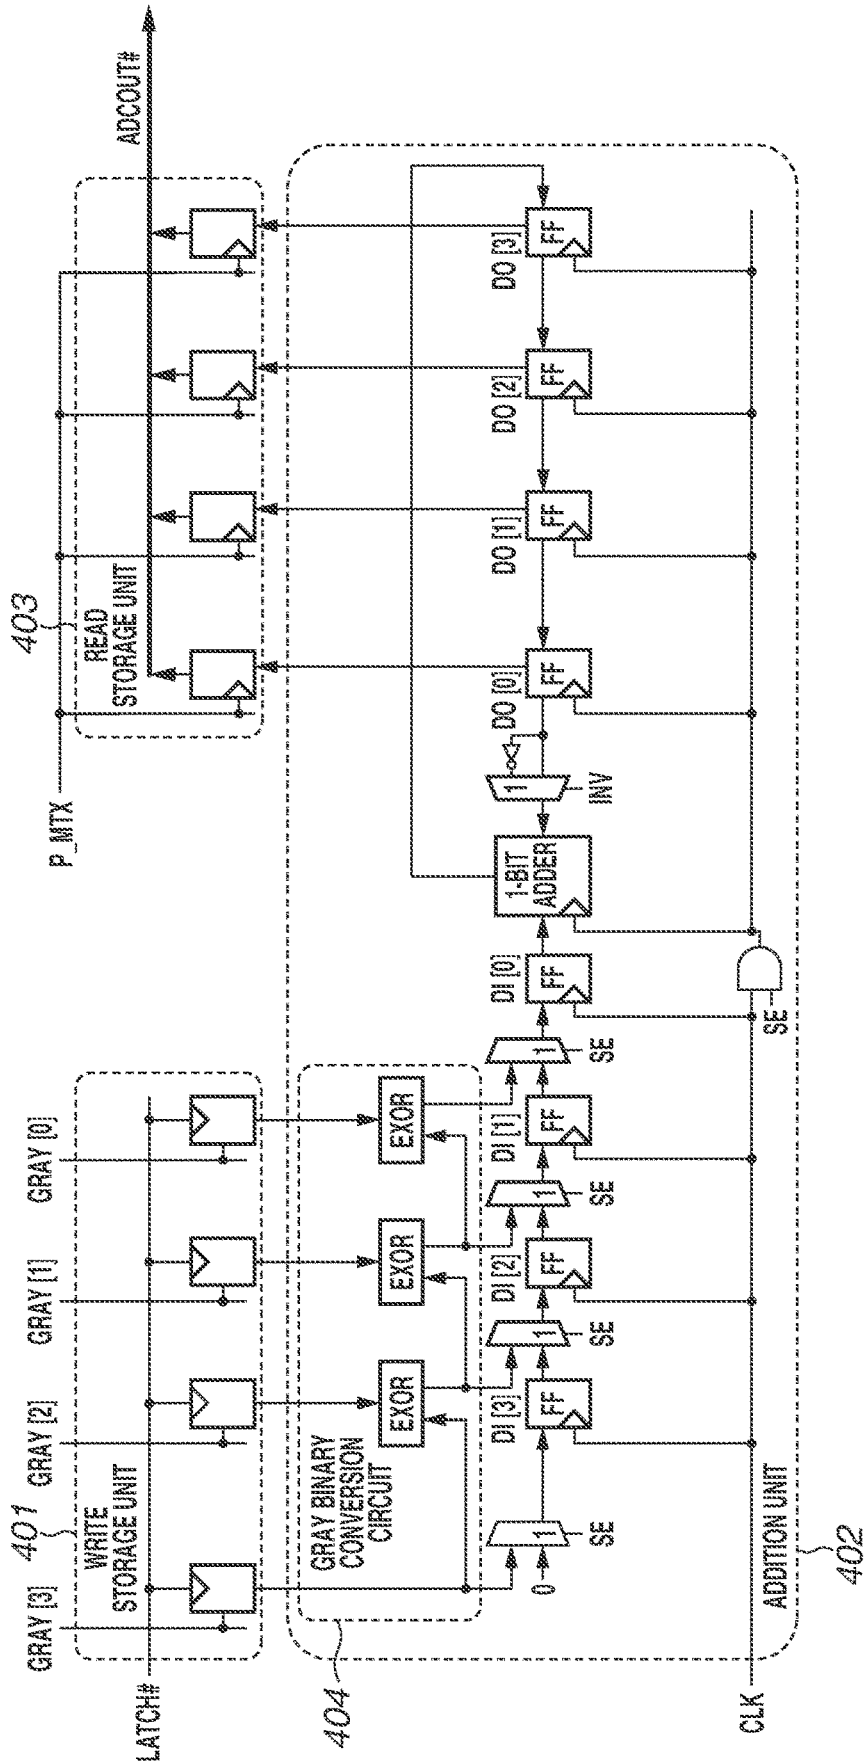 GRAY [3]
GRAY [2]
GRAY [1]
GRAY [0]
401
WRITE
STORAGE UNIT
LATCH#
P_MTX
403
READ
STORAGE UNIT
ADCOUT#
404
GRAY BINARY
CONVERSION
CIRCUIT
EXOR
EXOR
EXOR
0
1
SE
DI [3]
FF
1
SE
DI [2]
FF
1
SE
DI [1]
FF
1
SE
DI [0]
FF
1-BIT
ADDER
1
INV
DO [0]
FF
DO [1]
FF
DO [2]
FF
DO [3]
FF
SE
CLK
ADDITION UNIT
402